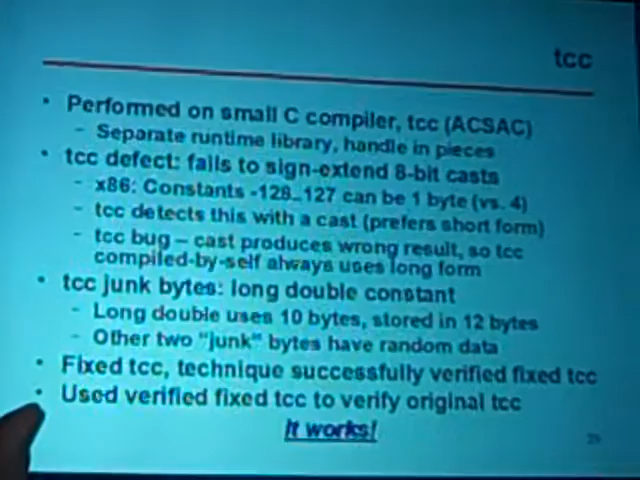 tcc
• Performed on small C compiler, tcc (ACSAC)
– Separate runtime library, handle in pieces
• tcc defect: fails to sign-extend 8-bit casts
– x86: Constants -128..127 can be 1 byte (vs. 4)
– tcc detects this with a cast (prefers short form)
– tcc bug – cast produces wrong result, so tcc
compiled-by-self always uses long form
• tcc junk bytes: long double constant
– Long double uses 10 bytes, stored in 12 bytes
– Other two "junk" bytes have random data
• Fixed tcc, technique successfully verified fixed tcc
• Used verified fixed tcc to verify original tcc
It works!